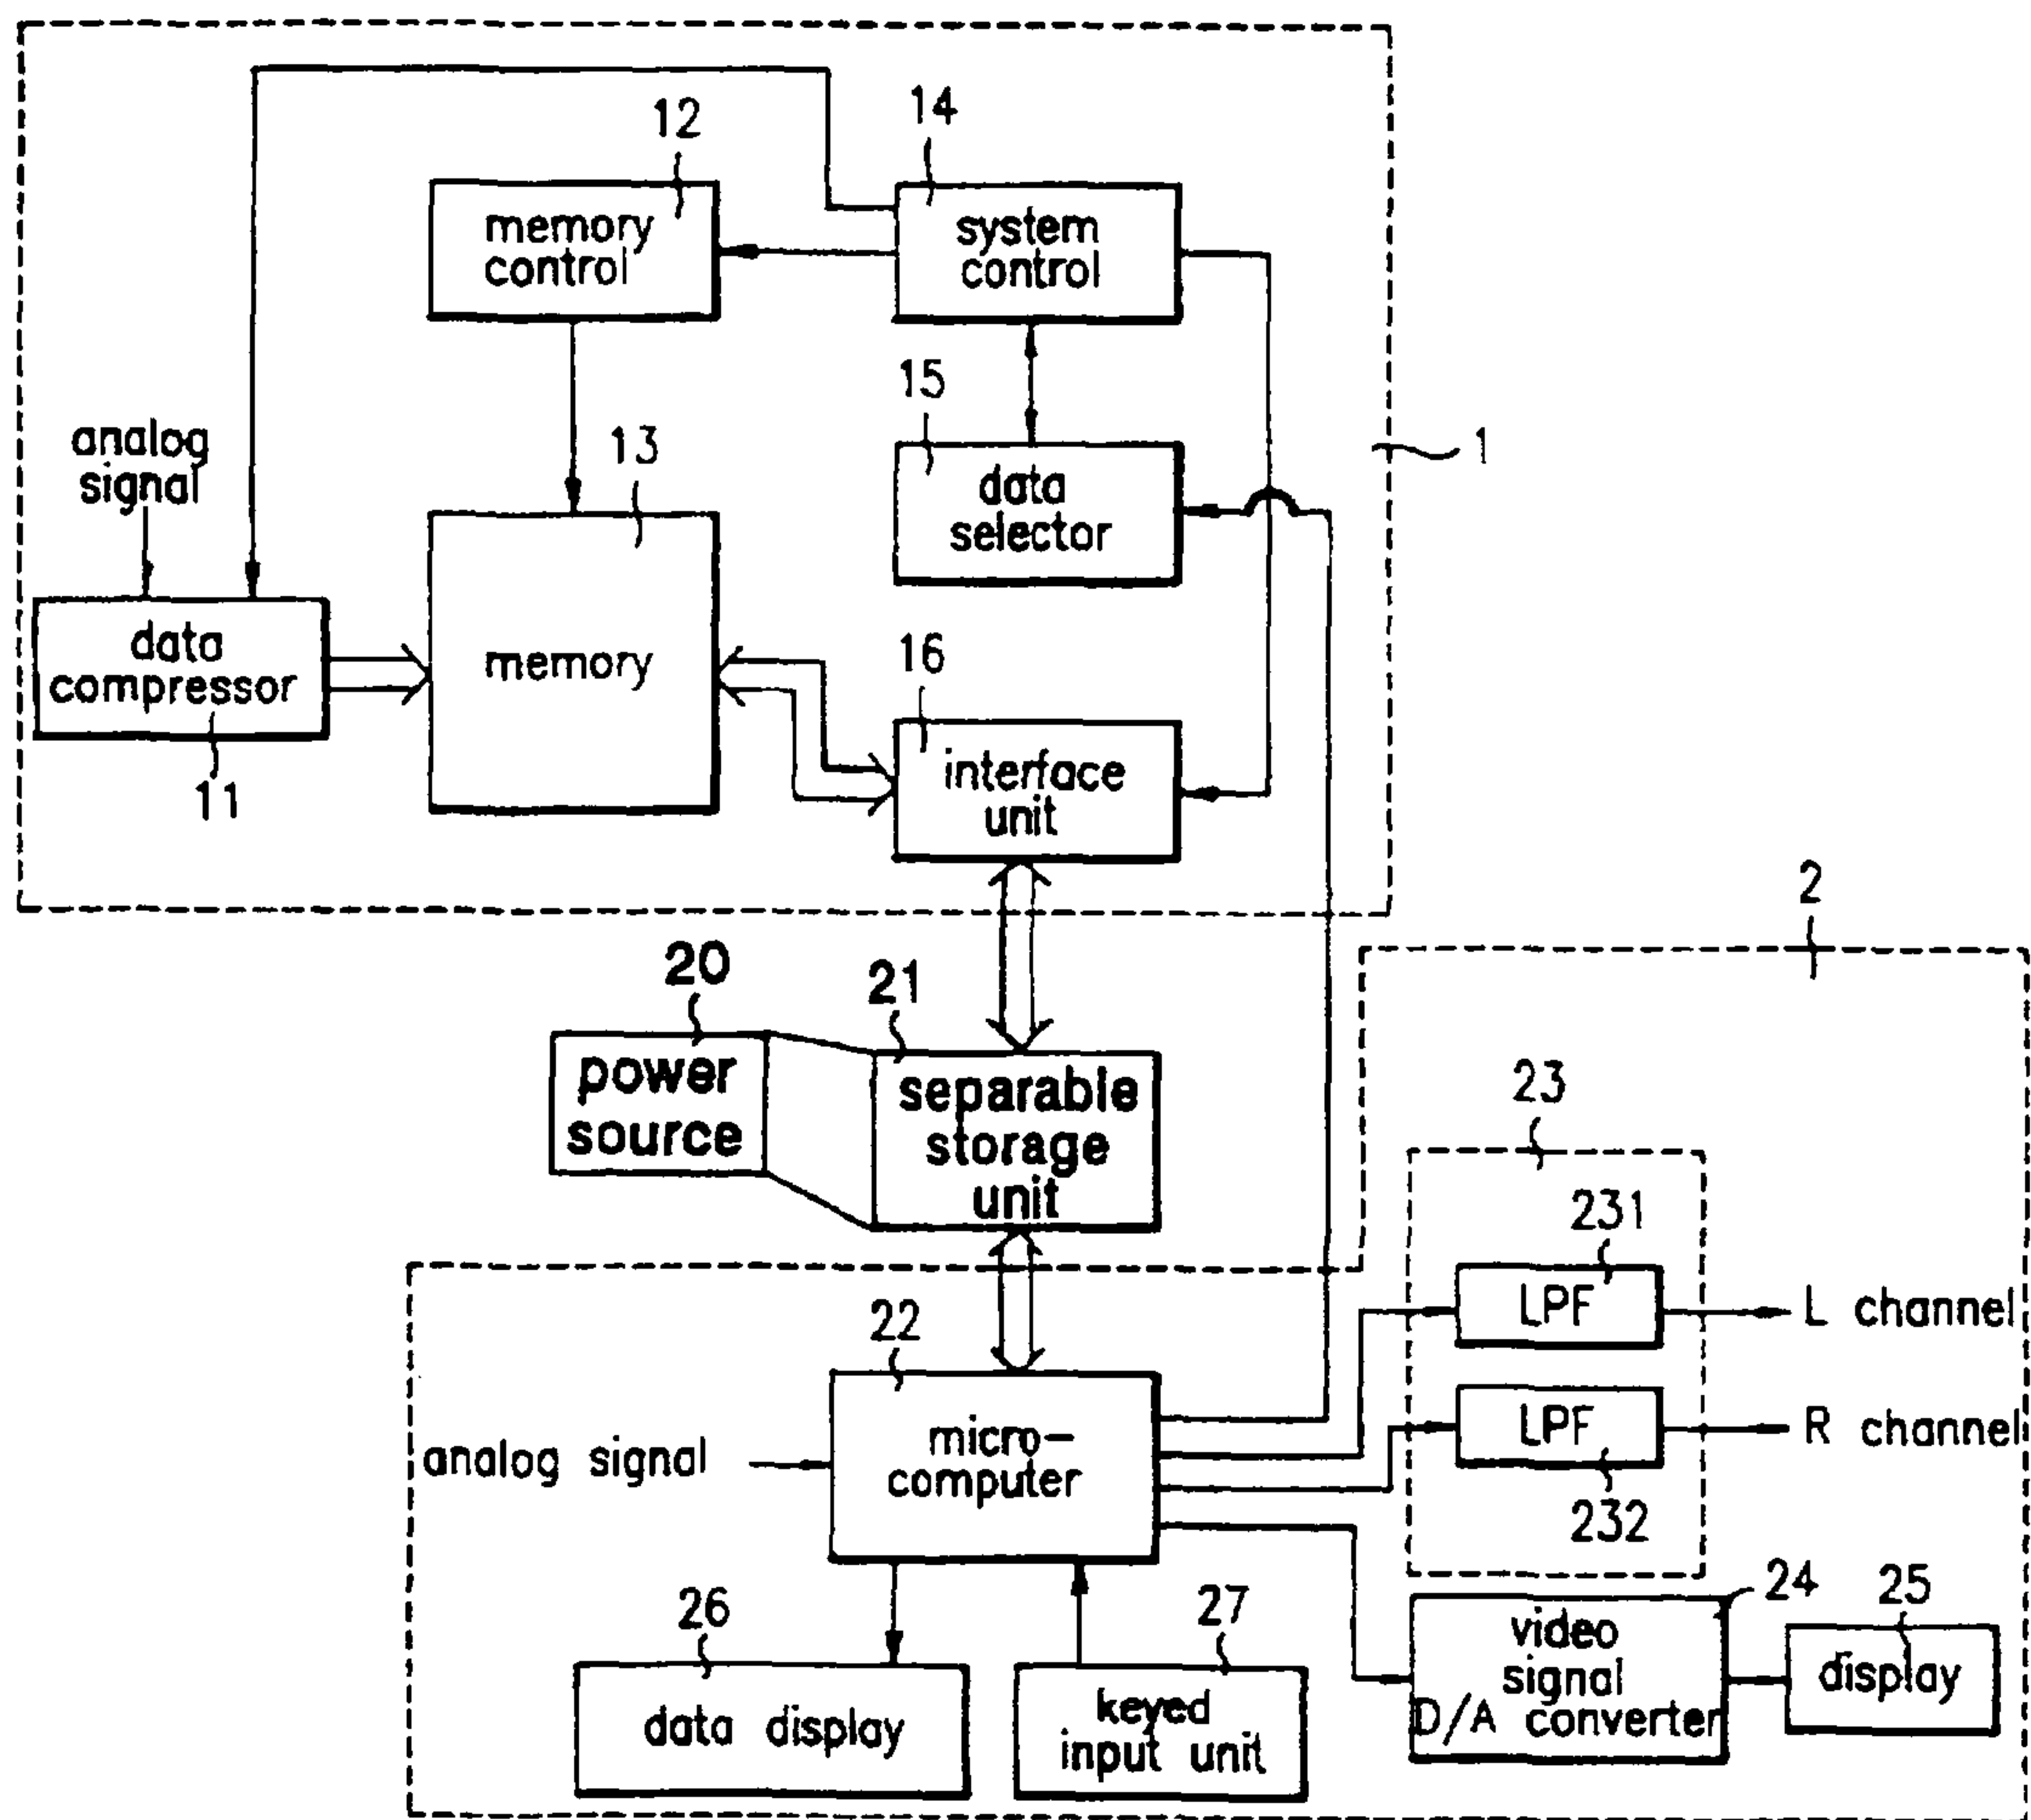 12
14
memory
control
system
control
15
analog
signal
13
1
data
selector
data
compressor
11
memory
16
interface
unit
2
20
21
power
source
separable
storage
unit
23
231
LPF
L channel
22
LPF
R channel
232
analog signal
micro-
computer
26
27
24
25
data display
keyed
input unit
video
signal
D/A converter
display